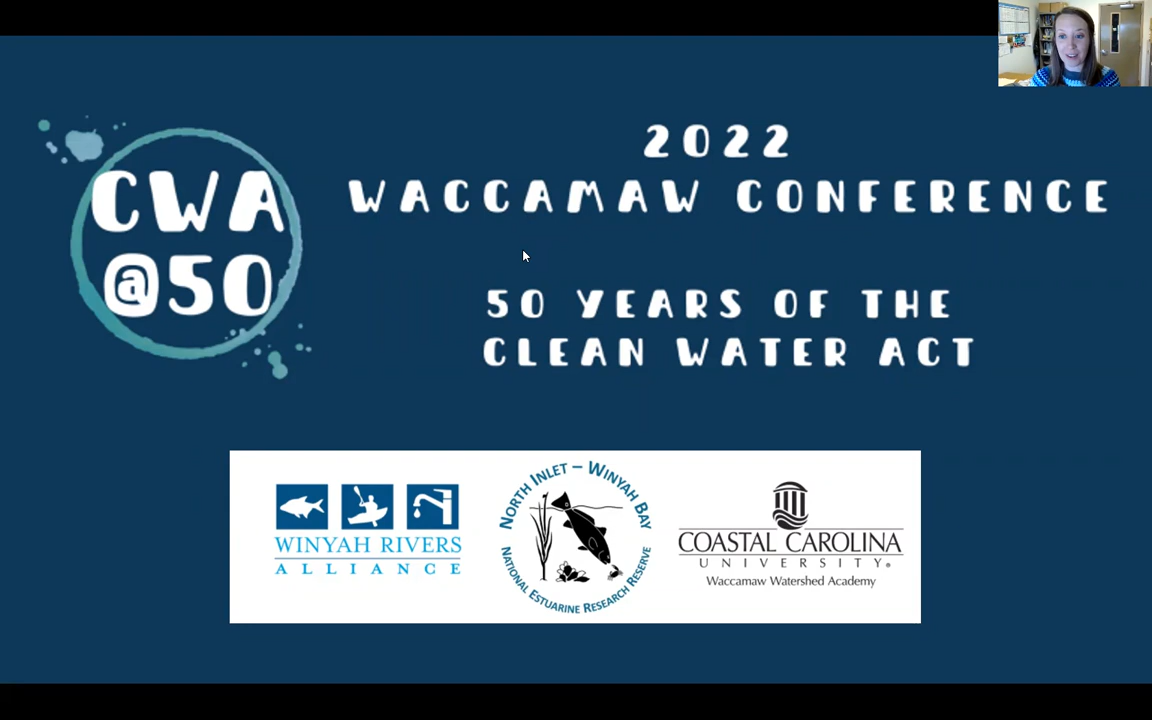 CWA
@50
2022
WACCAMAW CONFERENCE
50 YEARS OF THE
CLEAN WATER ACT
WINYAH RIVERS
ALLIANCE
NORTH INLET – WINYAH BAY
NATIONAL ESTUARINE RESEARCH RESERVE
COASTAL CAROLINA
UNIVERSITY®
Waccamaw Watershed Academy